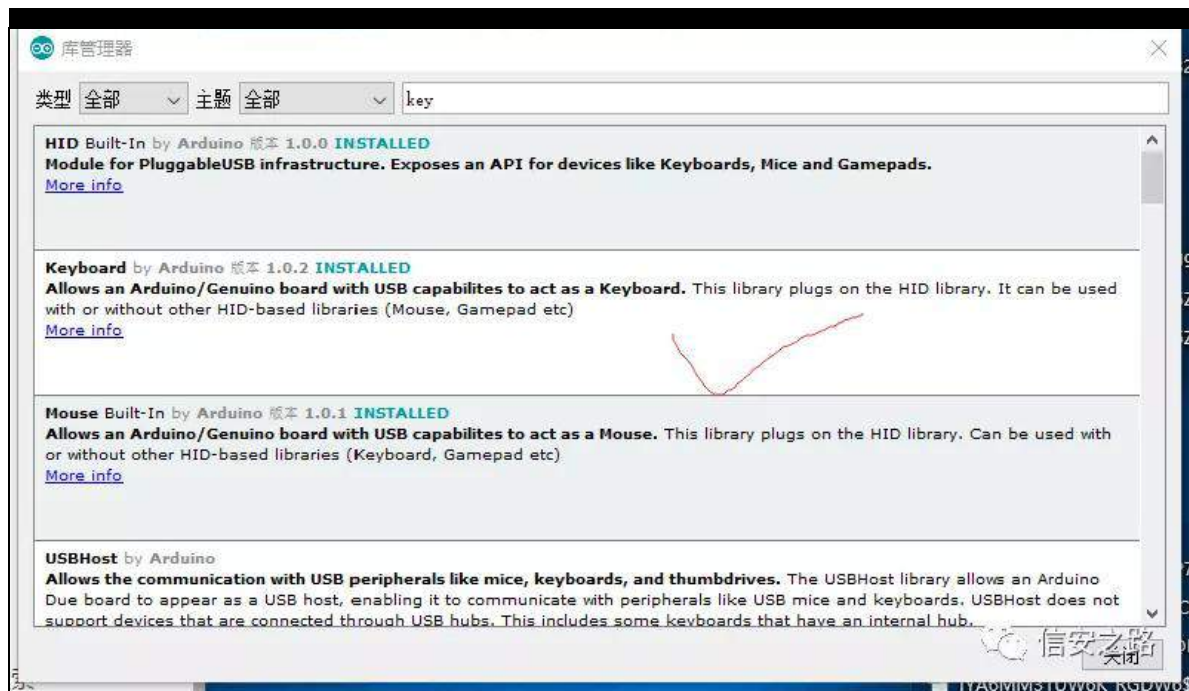 库管理器
类型 全部 主题 全部 key
HID Built-In by Arduino 版本 1.0.0 INSTALLED
Module for PluggableUSB infrastructure. Exposes an API for devices like Keyboards, Mice and Gamepads.
More info
Keyboard by Arduino 版本 1.0.2 INSTALLED
Allows an Arduino/Genuino board with USB capabilites to act as a Keyboard. This library plugs on the HID library. It can be used
with or without other HID-based libraries (Mouse, Gamepad etc)
More info
Mouse Built-In by Arduino 版本 1.0.1 INSTALLED
Allows an Arduino/Genuino board with USB capabilites to act as a Mouse. This library plugs on the HID library. Can be used with
or without other HID-based libraries (Keyboard, Gamepad etc)
More info
USBHost by Arduino
Allows the communication with USB peripherals like mice, keyboards, and thumbdrives. The USBHost library allows an Arduino
Due board to appear as a USB host, enabling it to communicate with peripherals like USB mice and keyboards. USBHost does not
support devices that are connected through USB hubs. This includes some keyboards that have an internal hub.
信安之路
关闭